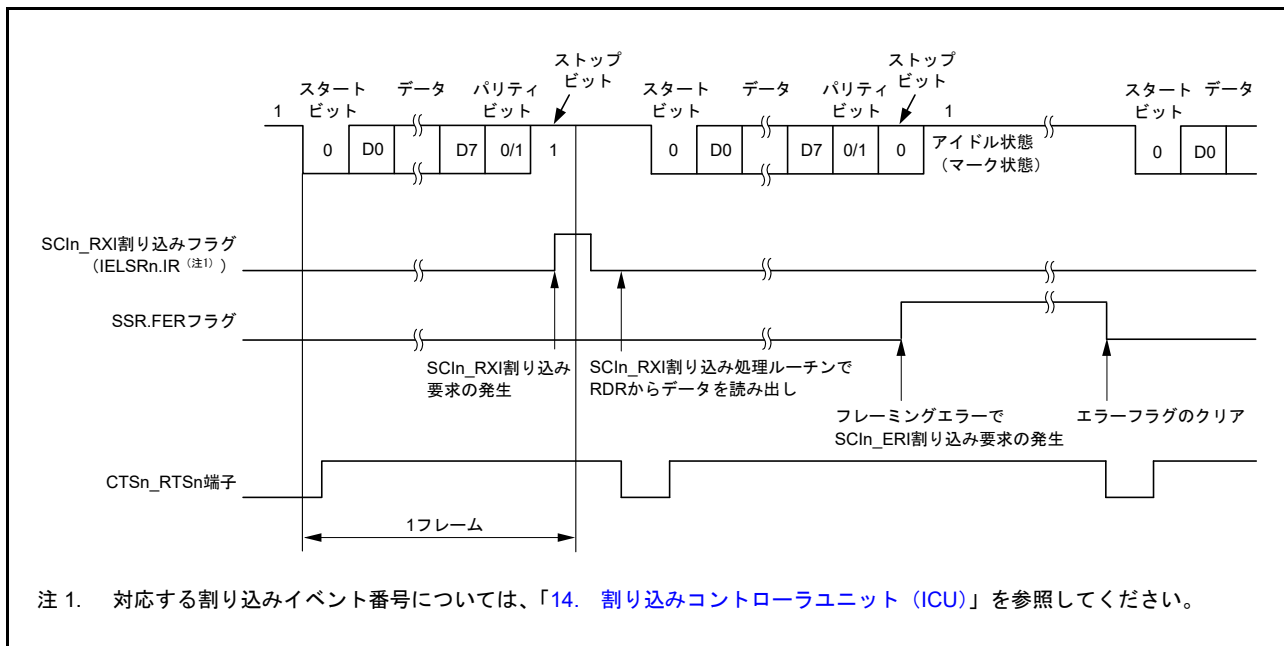 ストップ
ビット
スタート
ビット
データ
パリティ
ビット
スタート
ビット
データ
パリティ
ビット
ストップ
ビット
スタート
ビット
データ
1
0
D0
D7
0/1
1
0
D0
D7
0/1
0
1
アイドル状態
(マーク状態)
0
D0
SCIn_RXI割り込みフラグ
(IELSRn.IR (注1) )
SSR.FERフラグ
SCIn_RXI割り込み
要求の発生
SCIn_RXI割り込み処理ルーチンで
RDRからデータを読み出し
フレーミングエラーで
SCIn_ERI割り込み要求の発生
エラーフラグのクリア
CTSn_RTSn端子
1フレーム
注 1. 対応する割り込みイベント番号については、「14. 割り込みコントローラユニット（ICU）」を参照してください。